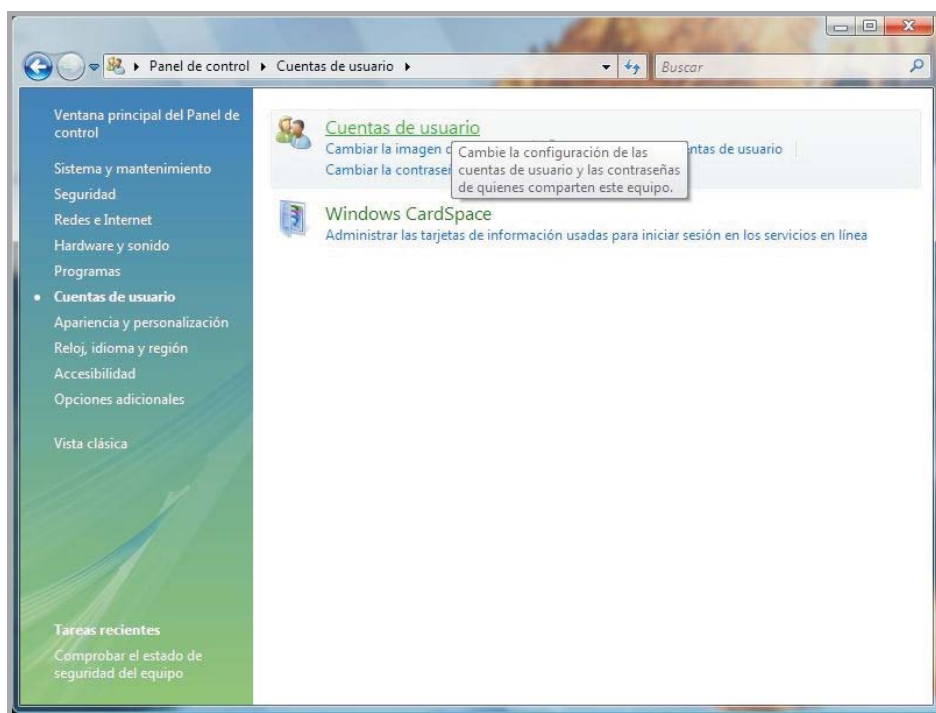 Panel de control Cuentas de usuario Buscar
Ventana principal del Panel de
control
Sistema y mantenimiento
Seguridad
Redes e Internet
Hardware y sonido
Programas
Cuentas de usuario
Apariencia y personalización
Reloj, idioma y región
Accesibilidad
Opciones adicionales
Vista clásica
Tareas recientes
Comprobar el estado de
seguridad del equipo
Cuentas de usuario
Cambiar la imagen de usuario
Cambiar la
Cambie la configuración de las
cuentas de usuario y las contraseñas
de quienes comparten este equipo.
Windows CardSpace
Administrar las tarjetas de información usadas para iniciar sesión en los servicios en línea